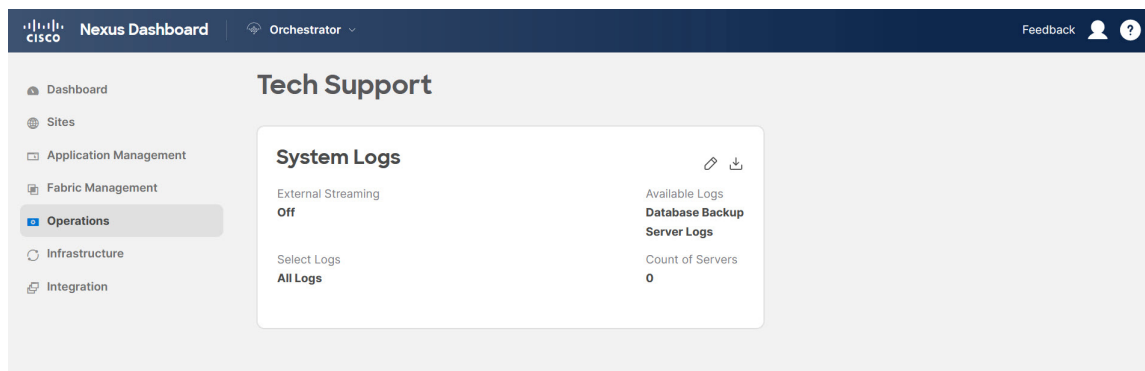 CISCO Nexus Dashboard Orchestrator Feedback ?
Dashboard
Sites
Application Management
Fabric Management
Operations
Infrastructure
Integration
Tech Support
System Logs
External Streaming
Off
Available Logs
Database Backup
Server Logs
Select Logs
All Logs
Count of Servers
0